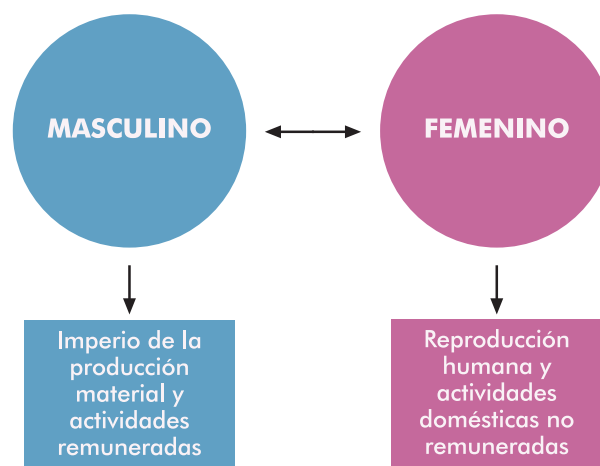 MASCULINO
FEMENINO
Imperio de la
producción
material y
actividades
remuneradas
Reproducción
humana y
actividades
domésticas no
remuneradas